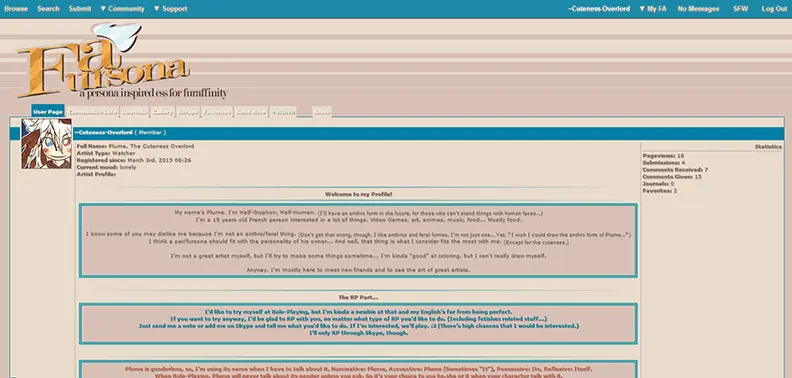 Browse Search Submit ▼ Community ▼ Support ~Cuteness-Overlord ▼ My FA No Messages SFW Log Out
Fa
Fursona
a persona inspired css for furaffinity
User Page Commission Info Journals Gallery Scraps Favorites Send Note +Watch Stats
~Cuteness-Overlord ( Member )
Full Name: Plume, The Cuteness Overlord
Artist Type: Watcher
Registered since: March 3rd, 2015 06:26
Current mood: lonely
Artist Profile:
Statistics
Pageviews: 18
Submissions: 4
Comments Received: 7
Comments Given: 15
Journals: 0
Favorites: 2
Welcome to my Profile!
My name's Plume. I'm Half-Gryphon, Half-Human. (I'll have an anthro form in the future, for those who can't stand things with human faces...)
I'm a 19 years old French person interested in a lot of things. Video Games, art, animes, music, food... Mostly food.
I know some of you may dislike me because I'm not an anthro/feral thing. (Don't get that wrong, though. I like anthros and feral furries. I'm not just one... Yet. *I wish I could draw the anthro form of Plume...*)
I think a per/fursona should fit with the personality of his owner... And well, that thing is what I consider fits the most with me. (Except for the cuteness.)
I'm not a great artist myself, but I'll try to make some things sometime... I'm kinda "good" at coloring, but I can't really draw myself.
Anyway. I'm mostly here to meet new friends and to see the art of great artists.
The RP Part...
I'd like to try myself at Role-Playing, but I'm kinda a newbie at that and my English's far from being perfect.
If you want to try anyway, I'd be glad to RP with you, no matter what type of RP you'd like to do. (Including fetishes related stuff...)
Just send me a note or add me on Skype and tell me what you'd like to do. If I'm interested, we'll play. :3 (There's high chances that I would be interested.)
I'll only RP through Skype, though.
Plume is genderless, so, I'm using its name when I have to talk about it. Nominative: Plume, Accusative: Plume (Sometimes "It"), Possessive: Its, Reflexive: Itself.
When Role-Playing, Plume will never talk about its gender unless you ask. So it's your choice to use he,she or it when your character talk with it.